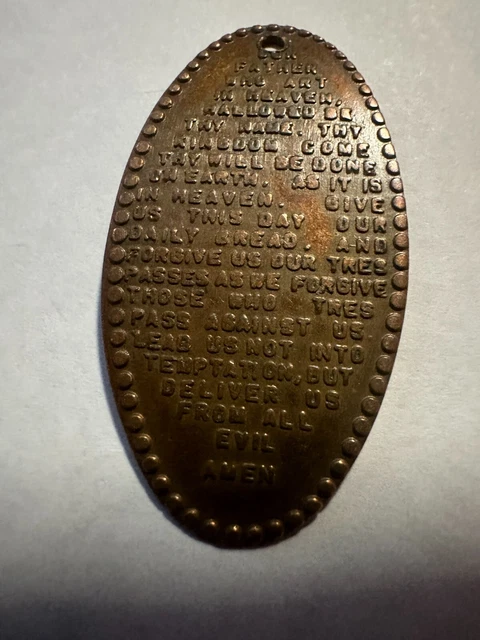 OUR
FATHER
WHO ART
IN HEAVEN,
HALLOWED BE
THY NAME. THY
KINGDOM COME
THY WILL BE DONE
ON EARTH. AS IT IS
IN HEAVEN. GIVE
US THIS DAY OUR
DAILY BREAD. AND
FORGIVE US OUR TRES
PASSES AS WE FORGIVE
THOSE WHO TRES
PASS AGAINST US
LEAD US NOT INTO
TEMPTATION, BUT
DELIVER US
FROM ALL
EVIL
AMEN